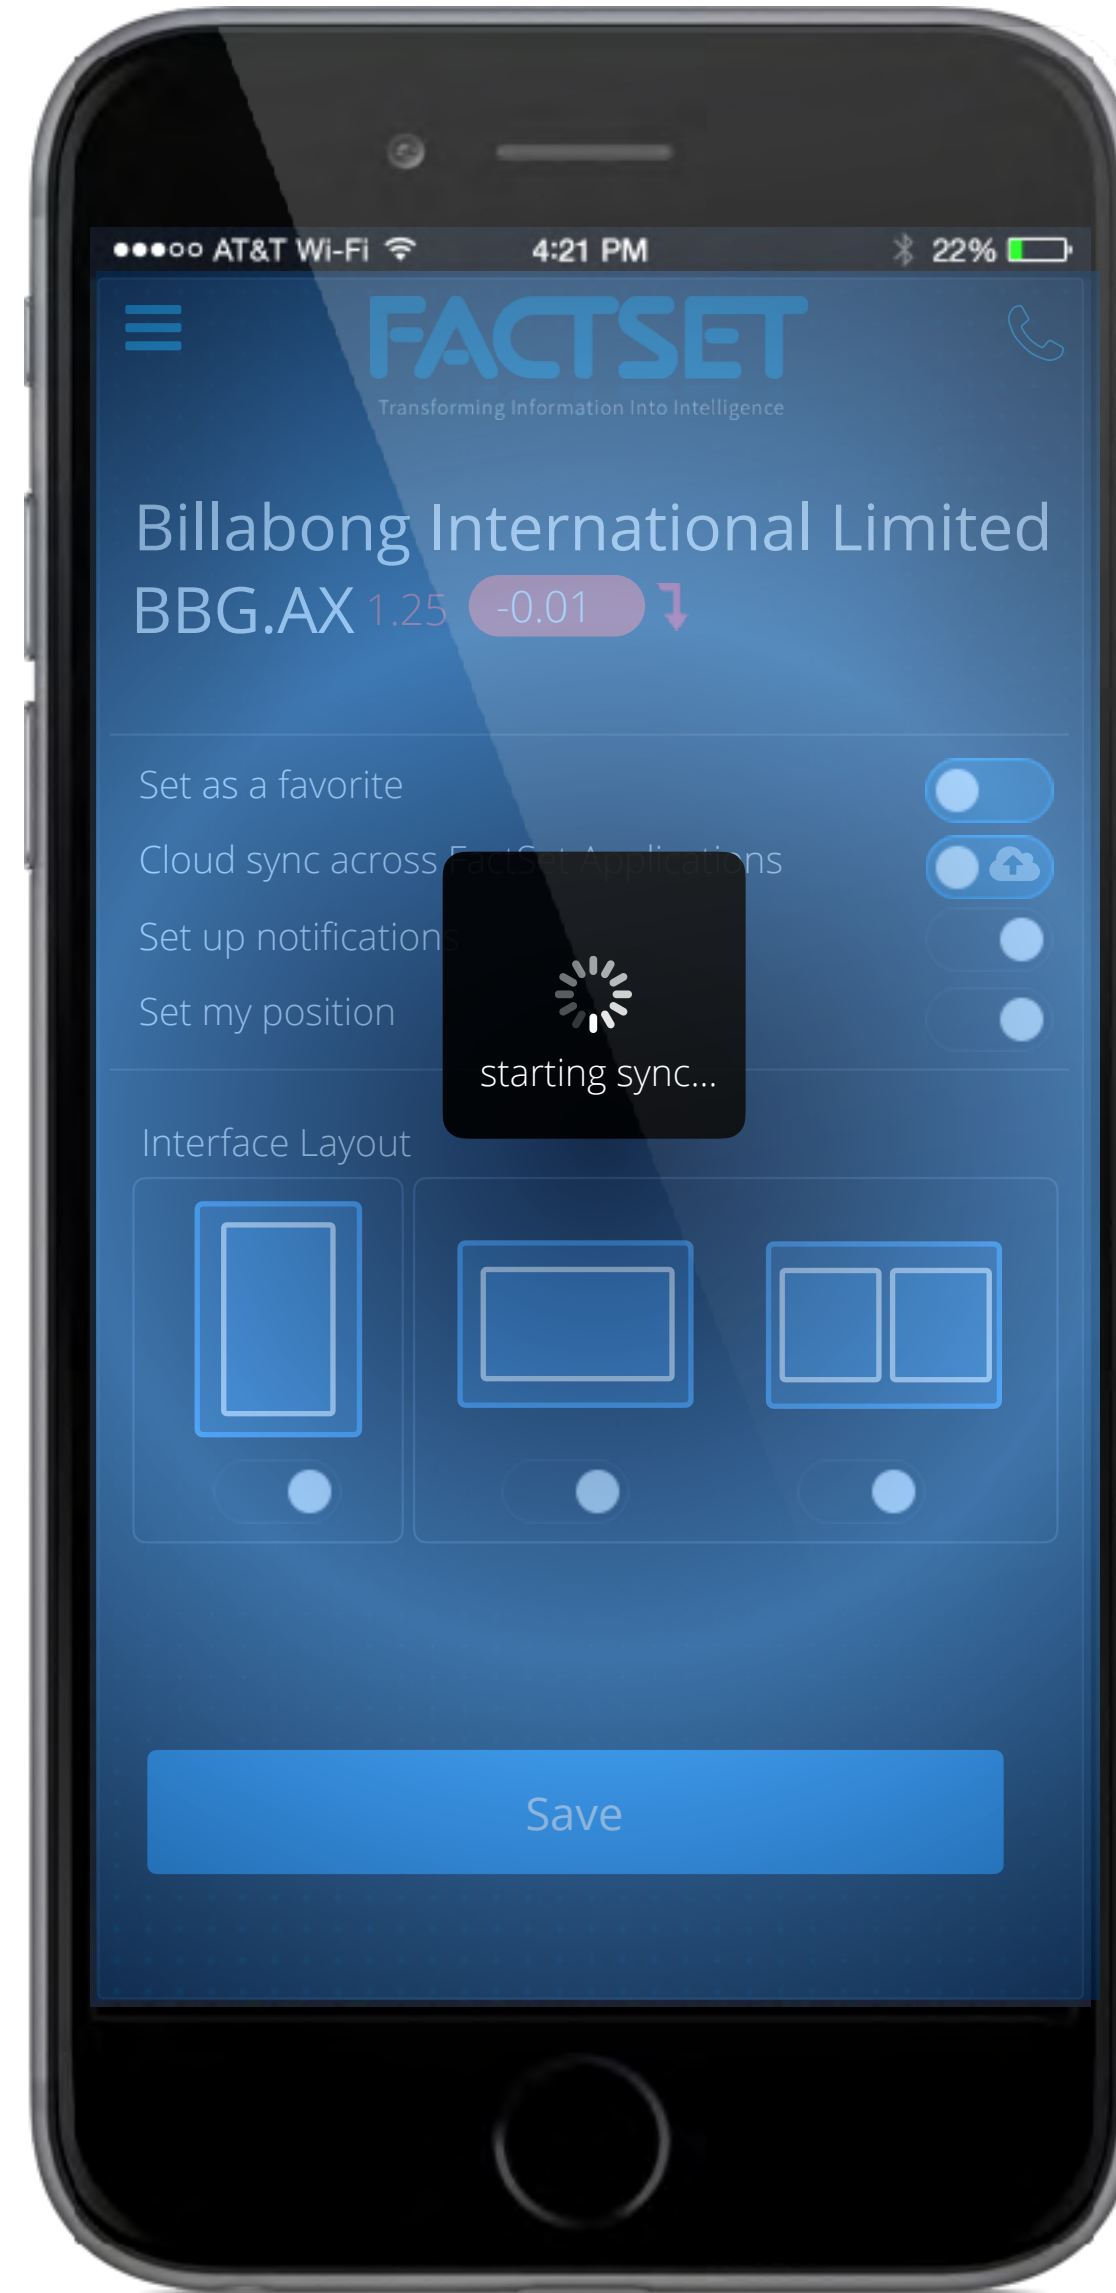 AT&T Wi-Fi 4:21 PM 22%
FACTSET
Transforming Information Into Intelligence
Billabong International Limited
BBG.AX 1.25 -0.01
Set as a favorite
Cloud sync across FactSet Applications
Set up notifications
Set my position
starting sync...
Interface Layout
Save